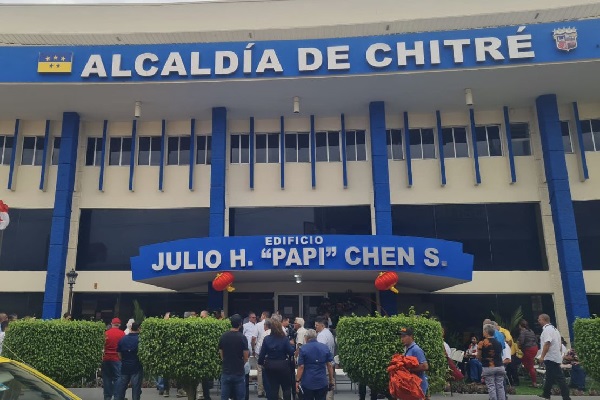 ALCALDÍA DE CHITRÉ
EDIFICIO
JULIO H. “PAPI” CHEN S.